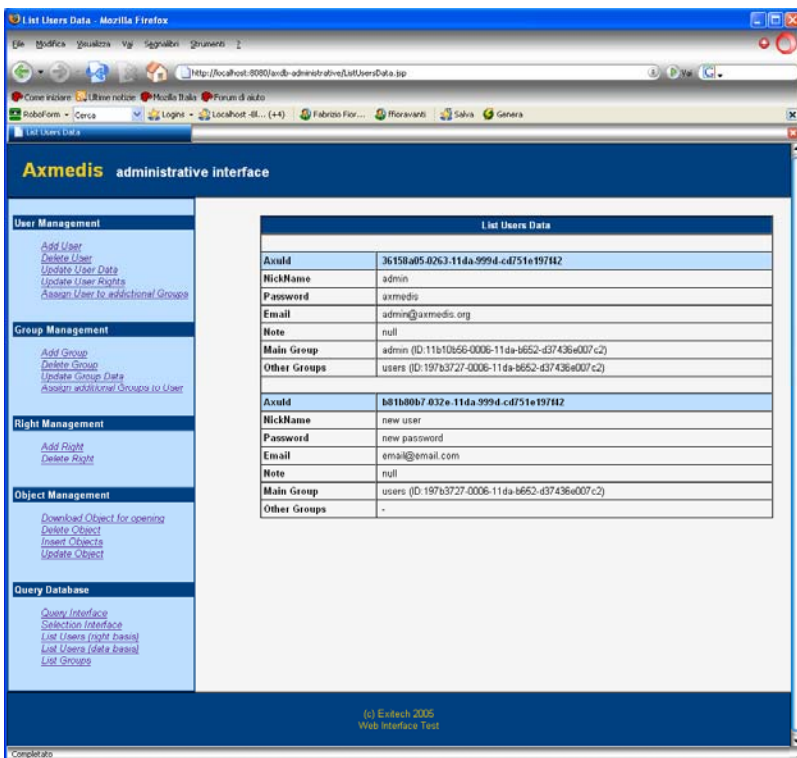 List Users Data - Mozilla Firefox
File Modifica Visualizza Vai Segnalibri Strumenti ?
http://localhost:8080/axdb-administrative/ListUsersData.jsp Vai
Come iniziare Ultime notizie Mozilla Italia Forum di aiuto
RoboForm Cerca Logins Localhost -8l... (+4) Fabrizio Fior... ffioravanti Salva Genera
List Users Data
Axmedis administrative interface
User Management
Add User
Delete User
Update User Data
Update User Rights
Assign User to addictional Groups
Group Management
Add Group
Delete Group
Update Group Data
Assign additional Groups to User
Right Management
Add Right
Delete Right
Object Management
Download Object for opening
Delete Object
Insert Objects
Update Object
Query Database
Query Interface
Selection Interface
List Users (right basis)
List Users (data basis)
List Groups
List Users Data
AxuId 36158a05-0263-11da-999d-cd751e197f42
NickName admin
Password axmedis
Email admin@axmedis.org
Note null
Main Group admin (ID:11b10b56-0006-11da-b652-d37436e007c2)
Other Groups users (ID:197b3727-0006-11da-b652-d37436e007c2)
AxuId b81b80b7-032e-11da-999d-cd751e197f42
NickName new user
Password new password
Email email@email.com
Note null
Main Group users (ID:197b3727-0006-11da-b652-d37436e007c2)
Other Groups -
(c) Exitech 2005
Web Interface Test
Completato